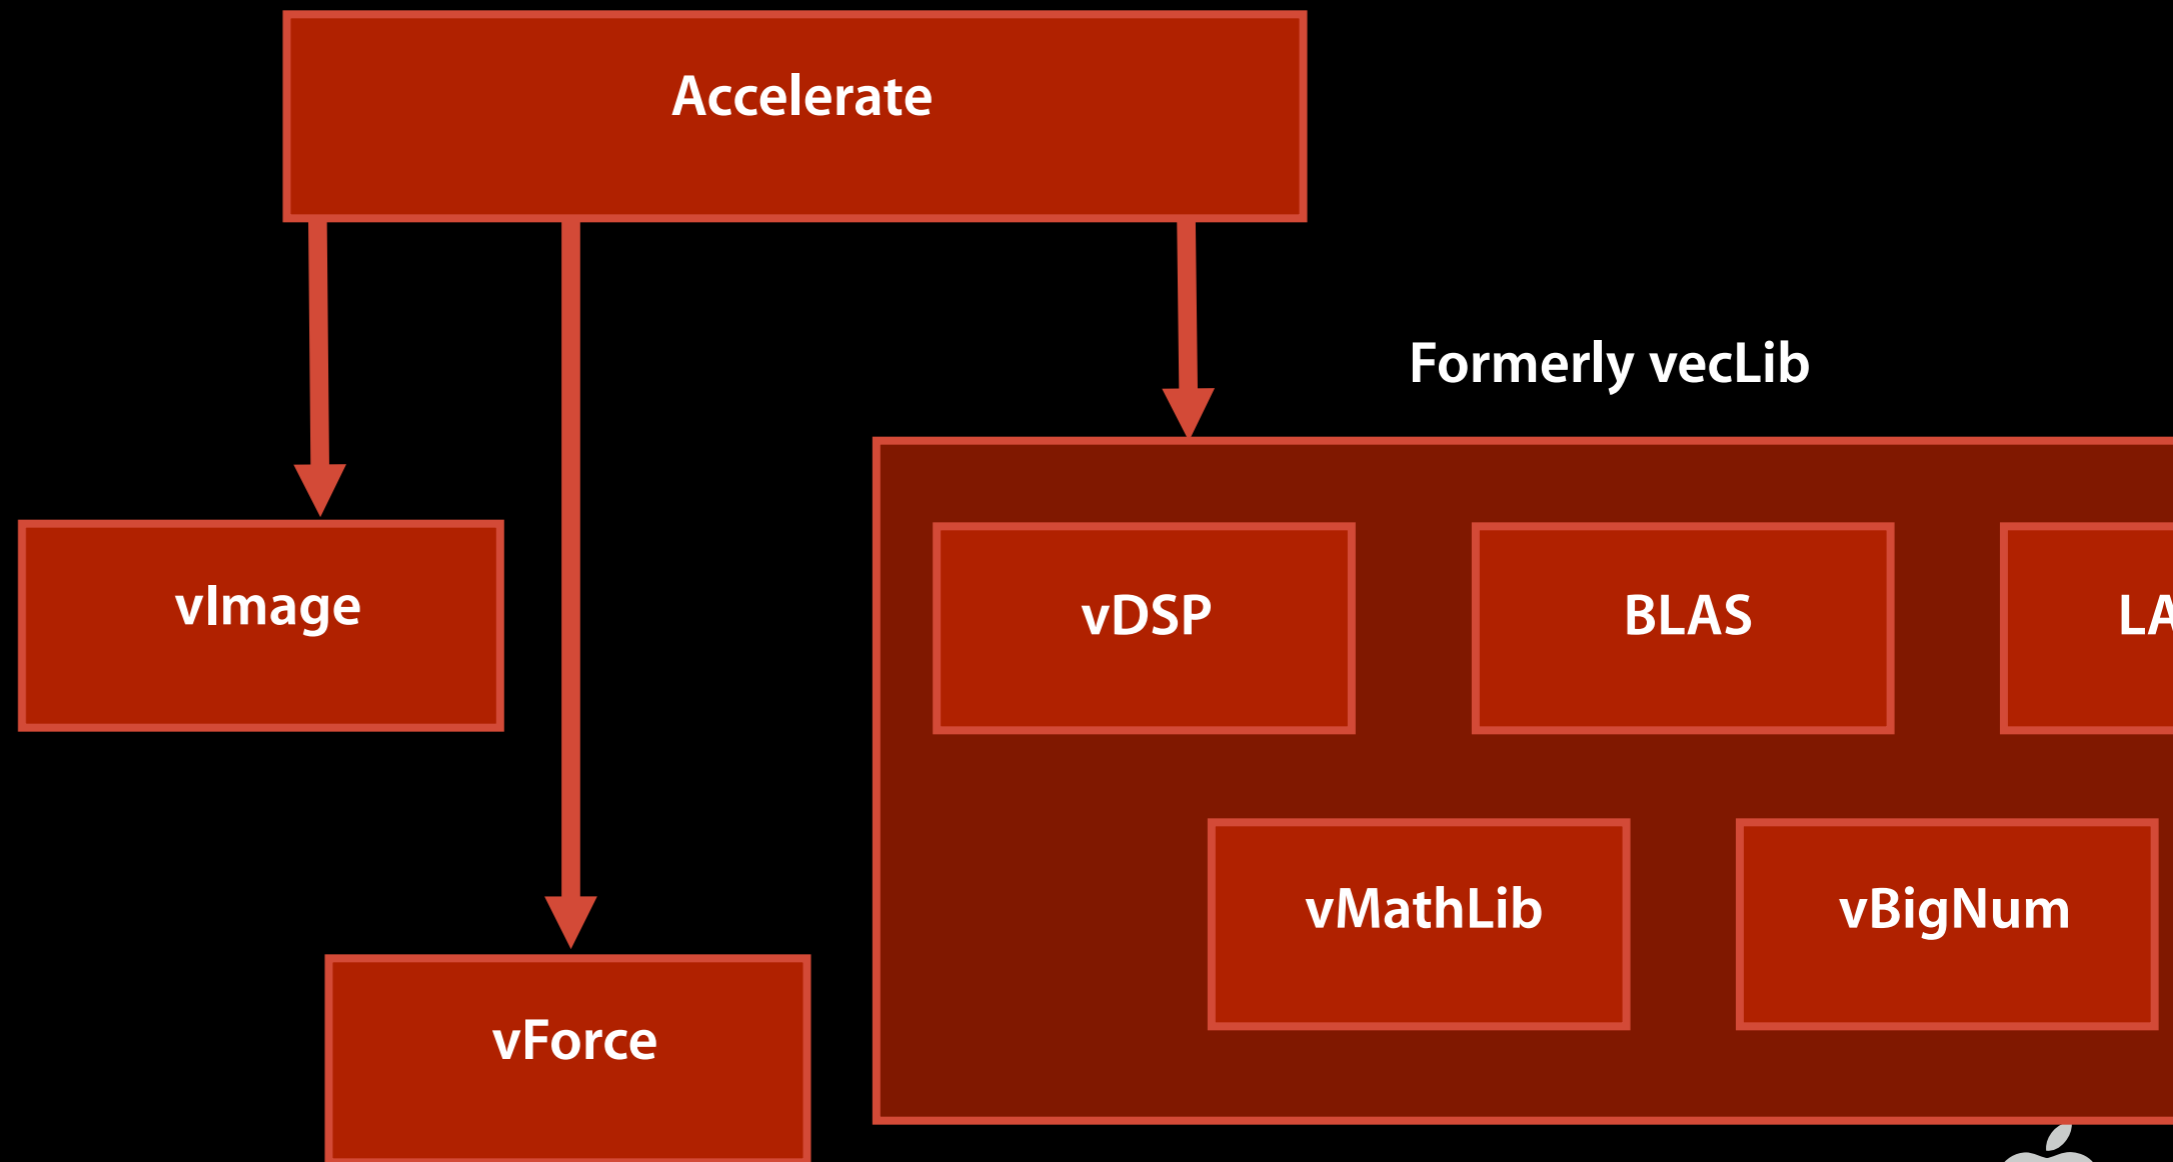 Accelerate
Formerly vecLib
vImage
vDSP
BLAS
vMathLib
vBigNum
vForce